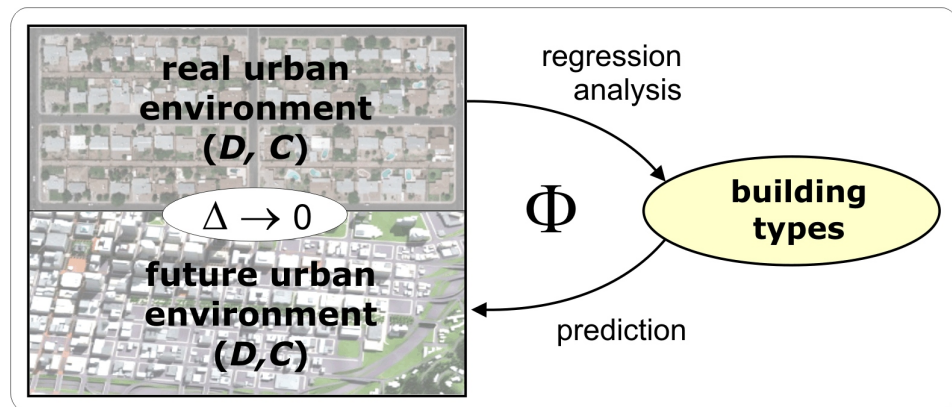 real urban
environment
(D, C)
Δ → 0
future urban
environment
(D,C)
regression
analysis
Φ
building
types
prediction